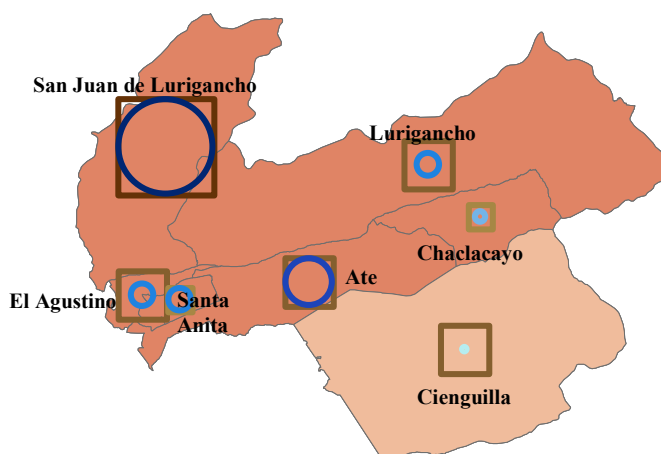 San Juan de Lurigancho
Lurigancho
Chaclacayo
Ate
El Agustino
Santa
Anita
Cienguilla